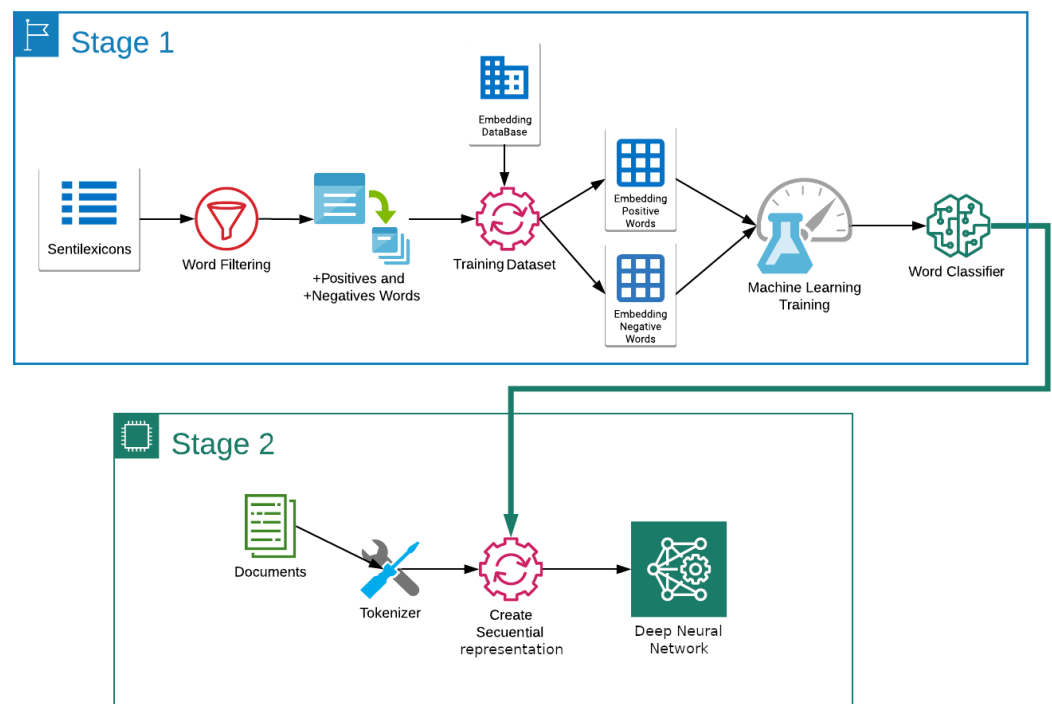 Stage 1
Embedding
DataBase
Sentilexicons
Word Filtering
+Positives and
+Negatives Words
Training Dataset
Embedding
Positive
Words
Embedding
Negative
Words
Machine Learning
Training
Word Classifier
Stage 2
Documents
Tokenizer
Create
Secuential
representation
Deep Neural
Network